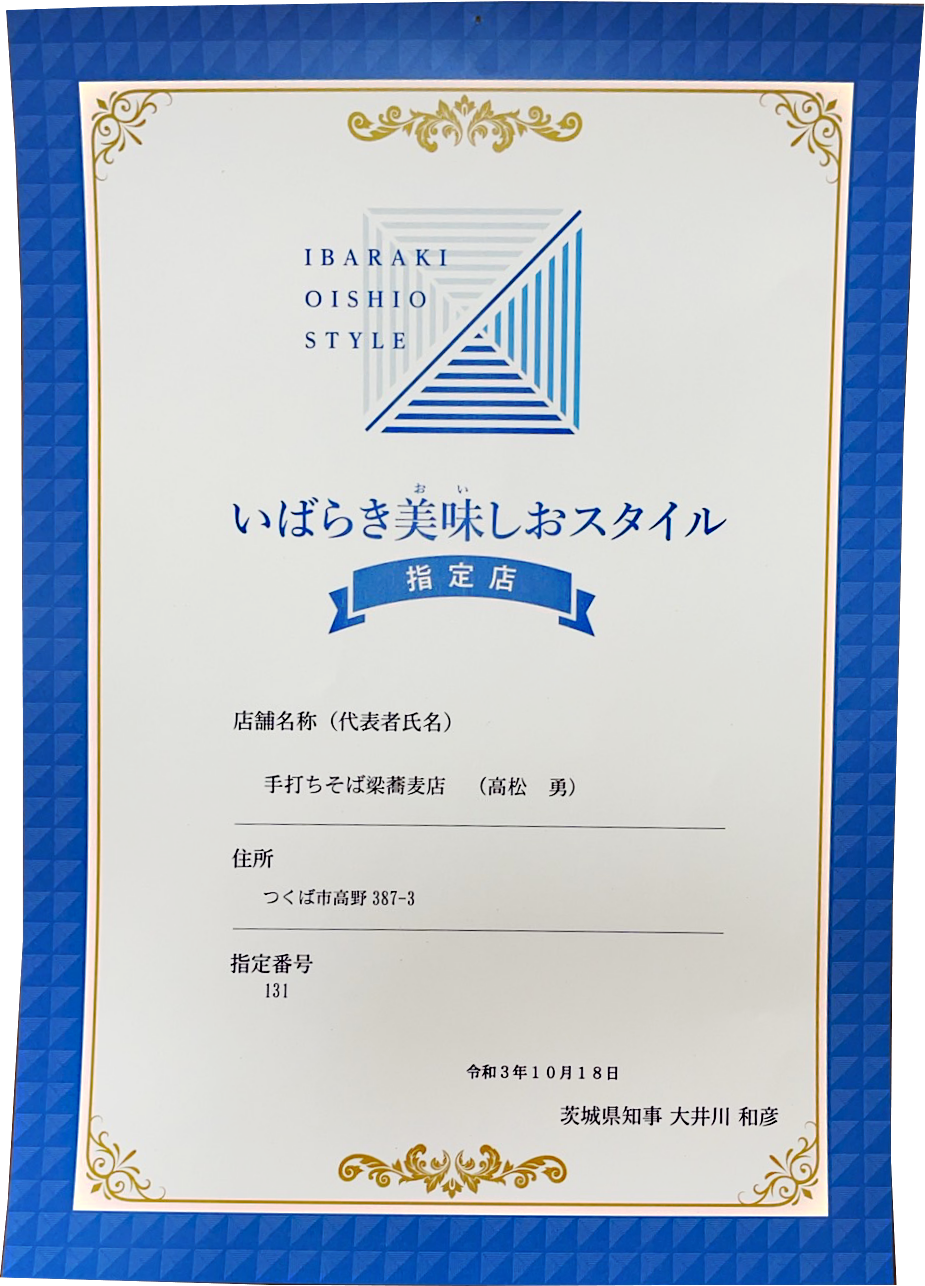 IBARAKI
OISHIO
STYLE
おい
いばらき美味しおスタイル
指定店
店舗名称（代表者氏名）
手打ちそば梁蕎麦店　（高松　勇）
住所
つくば市高野 387-3
指定番号
131
令和３年１０月１８日
茨城県知事 大井川 和彦